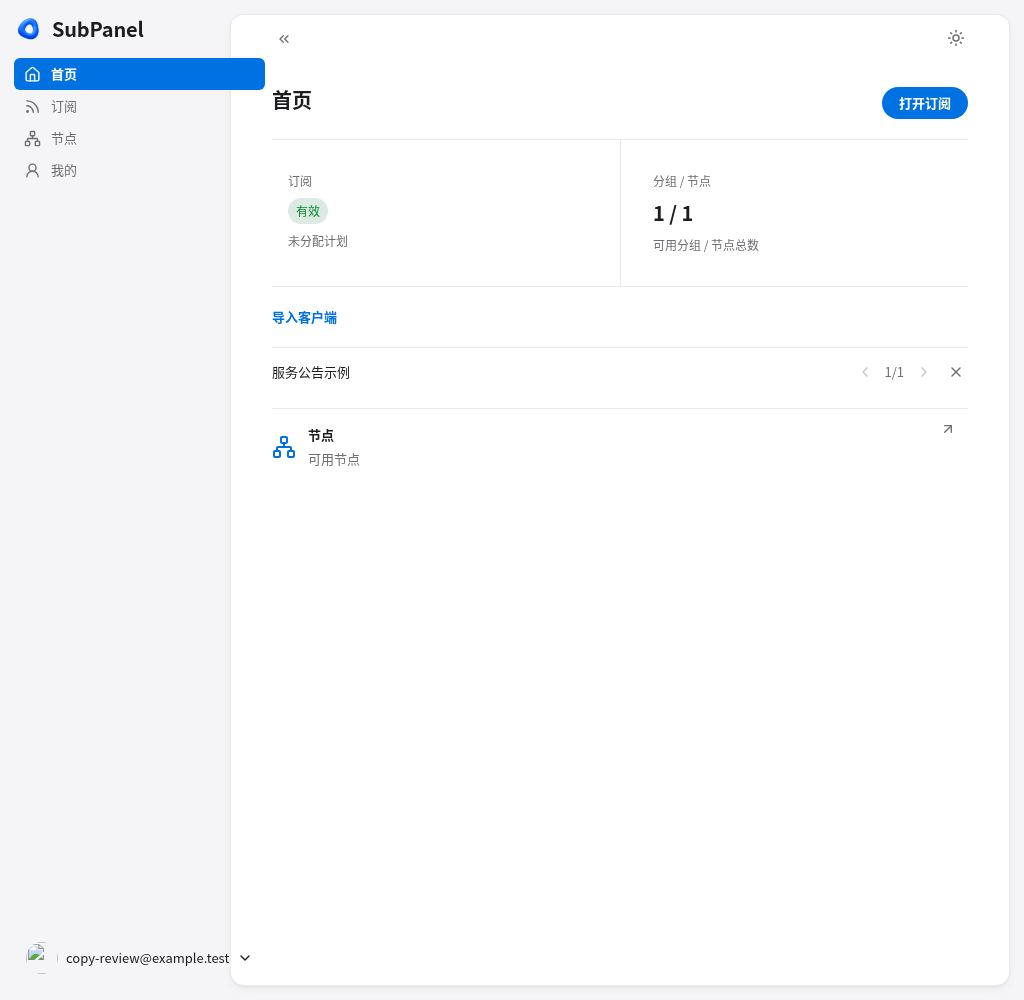 SubPanel
首页
订阅
节点
我的
首页
打开订阅
订阅
有效
未分配计划
分组 / 节点
1 / 1
可用分组 / 节点总数
导入客户端
服务公告示例
1/1
节点
可用节点
copy-review@example.test